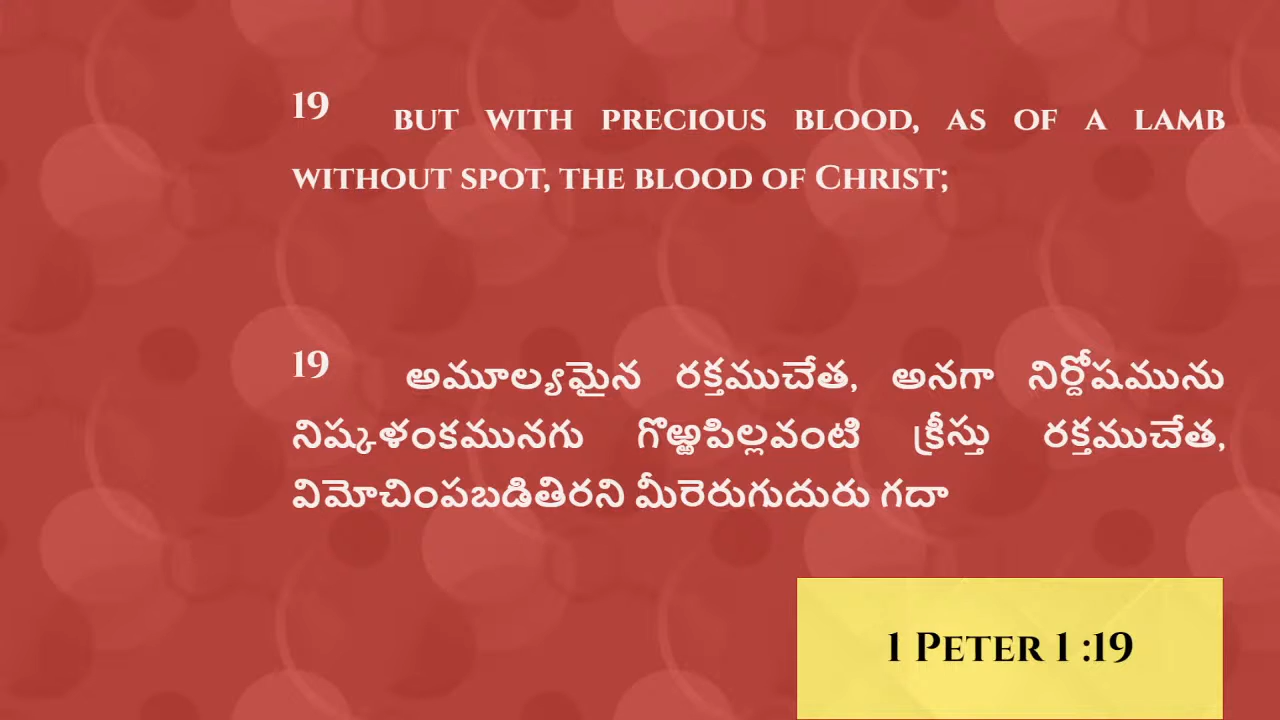 19 but with precious blood, as of a lamb
without spot, the blood of Christ;
19 అమూల్యమైన రక్తముచేత, అనగా నిర్దోషమును
నిష్కళంకమునగు గొఱ్ఱపిల్లవంటి క్రీస్తు రక్తముచేత,
విమోచింపబడితిరని మీరెరుగుదురు గదా
1 Peter 1 :19